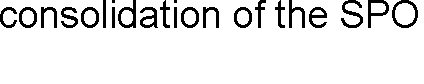 consolidation of the SPO